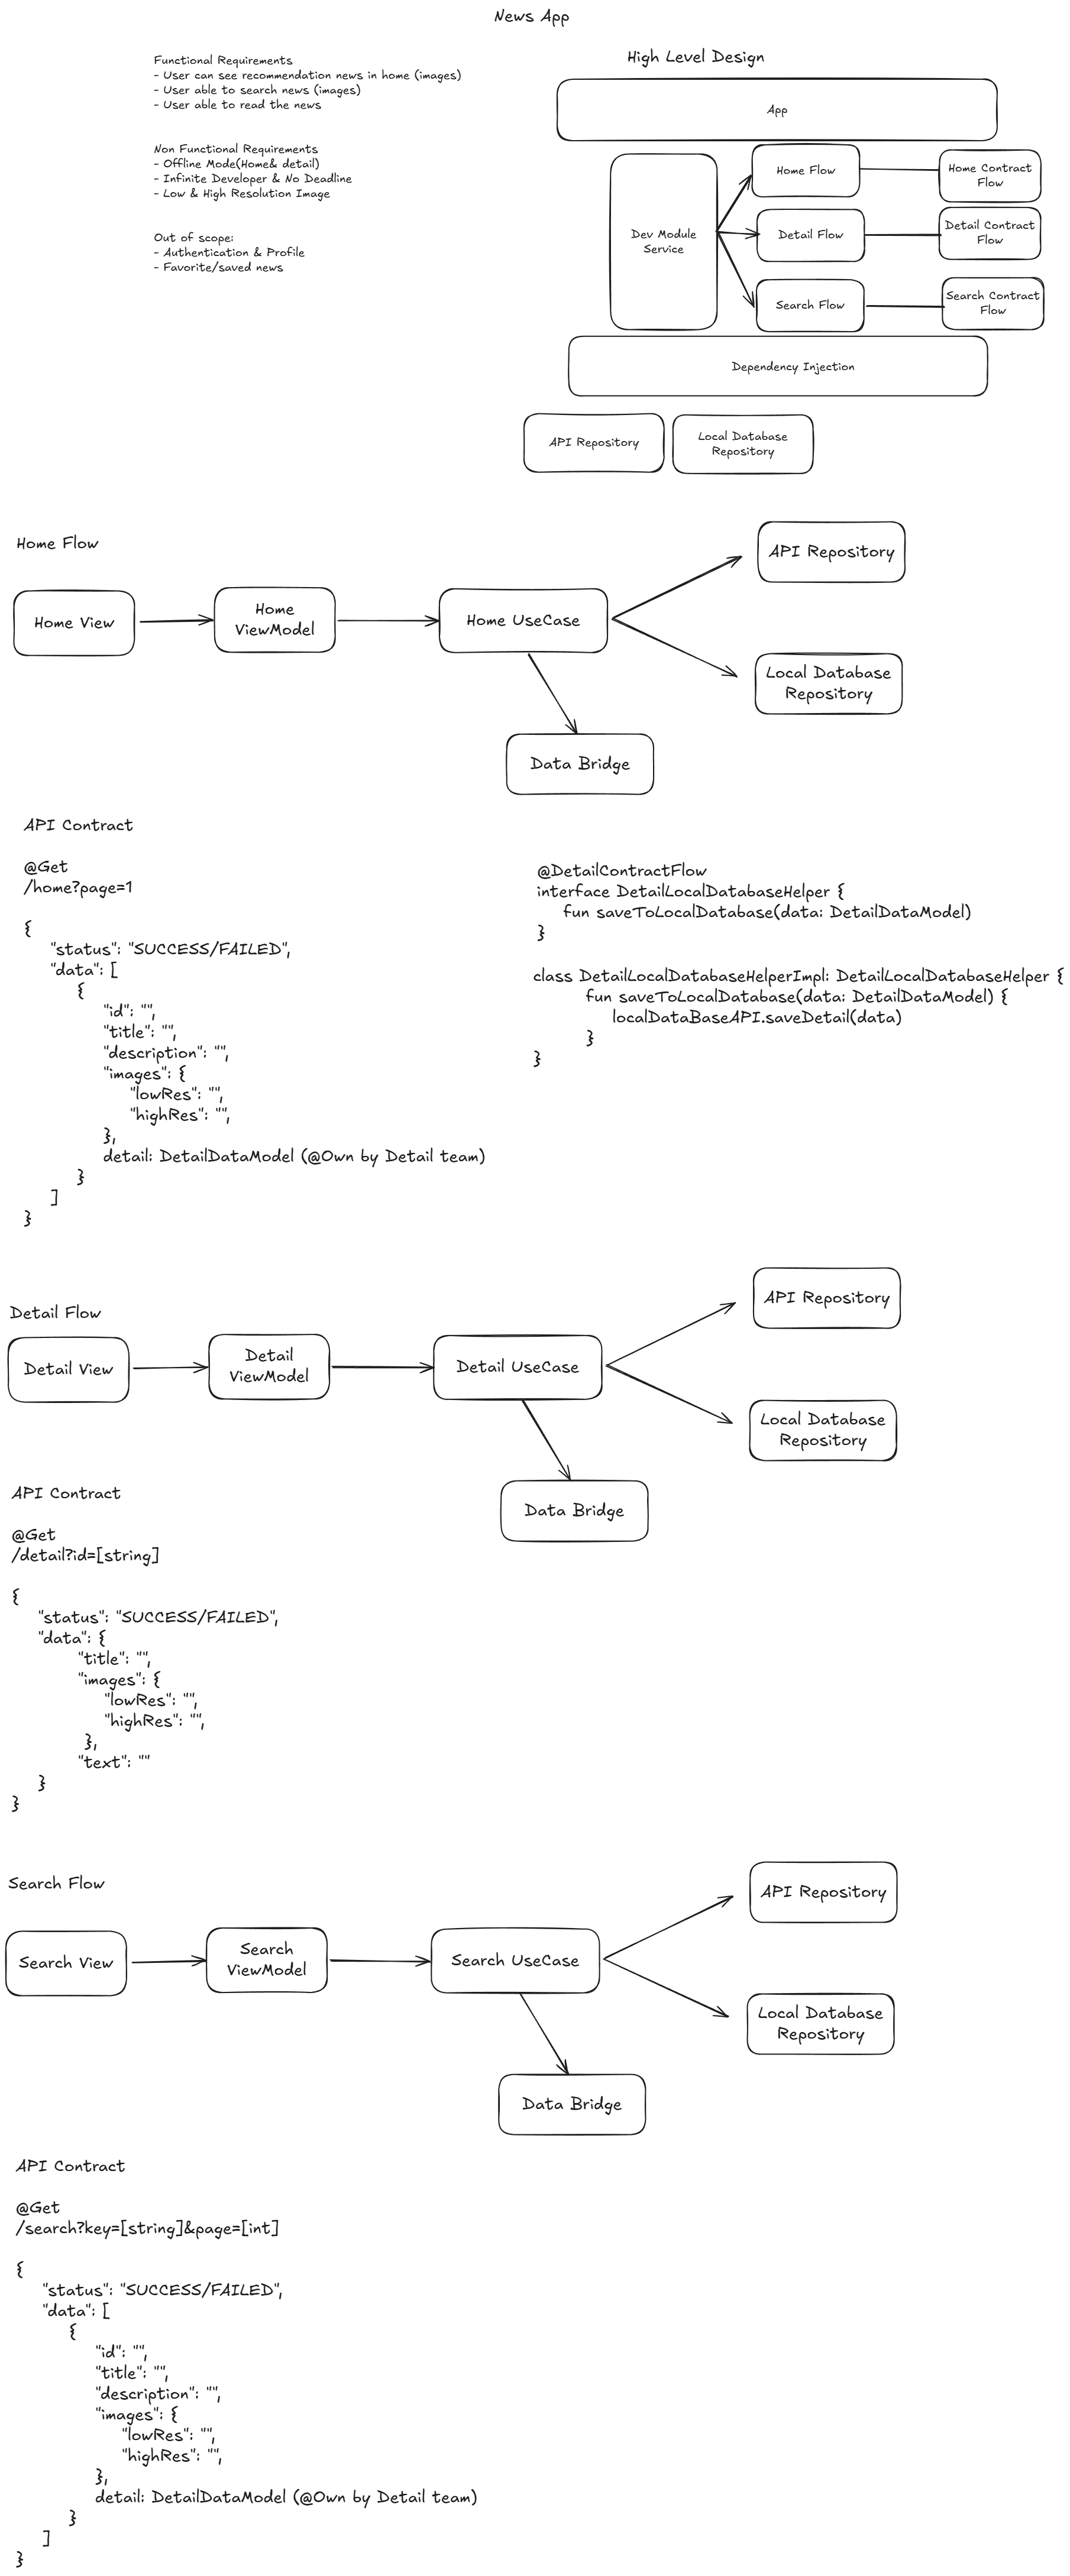 News App
Functional Requirements
- User can see recommendation news in home (images)
- User able to search news (images)
- User able to read the news
Non Functional Requirements
- Offline Mode(Home& detail)
- Infinite Developer & No Deadline
- Low & High Resolution Image
Out of scope:
- Authentication & Profile
- Favorite/saved news
High Level Design
App
Dev Module
Service
Home Flow
Home Contract
Flow
Detail Flow
Detail Contract
Flow
Search Flow
Search Contract
Flow
Dependency Injection
API Repository
Local Database
Repository
Home Flow
Home View
Home
ViewModel
Home UseCase
API Repository
Local Database
Repository
Data Bridge
API Contract
@Get
/home?page=1
{
"status": "SUCCESS/FAILED",
"data": [
{
"id": "",
"title": "",
"description": "",
"images": {
"lowRes": "",
"highRes": "",
},
detail: DetailDataModel (@Own by Detail team)
}
]
}
@DetailContractFlow
interface DetailLocalDatabaseHelper {
fun saveToLocalDatabase(data: DetailDataModel)
}
class DetailLocalDatabaseHelperImpl: DetailLocalDatabaseHelper {
fun saveToLocalDatabase(data: DetailDataModel) {
localDataBaseAPI.saveDetail(data)
}
}
Detail Flow
Detail View
Detail
ViewModel
Detail UseCase
API Repository
Local Database
Repository
Data Bridge
API Contract
@Get
/detail?id=[string]
{
"status": "SUCCESS/FAILED",
"data": {
"title": "",
"images": {
"lowRes": "",
"highRes": "",
},
"text": ""
}
}
Search Flow
Search View
Search
ViewModel
Search UseCase
API Repository
Local Database
Repository
Data Bridge
API Contract
@Get
/search?key=[string]&page=[int]
{
"status": "SUCCESS/FAILED",
"data": [
{
"id": "",
"title": "",
"description": "",
"images": {
"lowRes": "",
"highRes": "",
},
detail: DetailDataModel (@Own by Detail team)
}
]
}